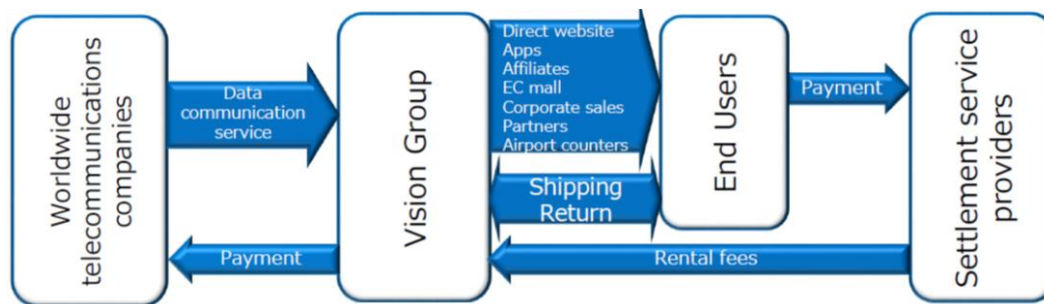 Worldwide
telecommunications
companies
Data
communication
service
Payment
Vision Group
Direct website
Apps
Affiliates
EC mall
Corporate sales
Partners
Airport counters
Shipping
Return
End Users
Payment
Rental fees
Settlement service
providers